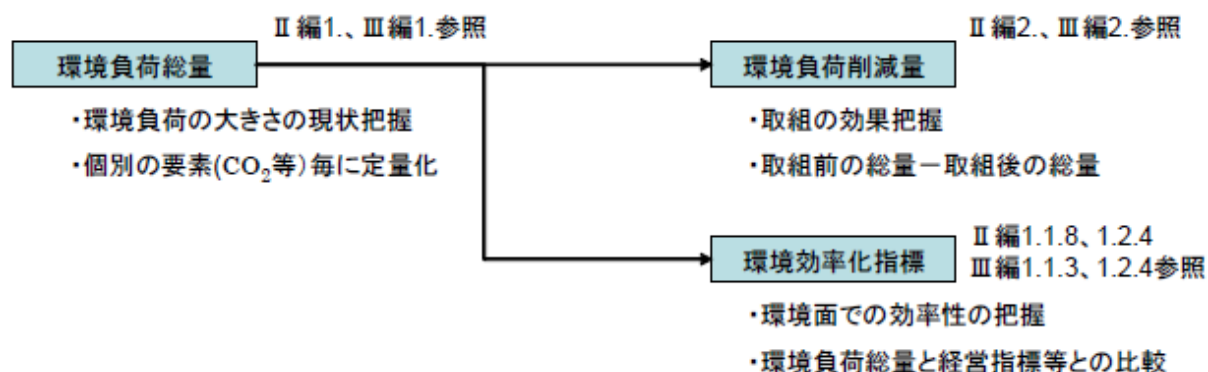 Ⅱ編1.、Ⅲ編1.参照
環境負荷総量
・環境負荷の大きさの現状把握
・個別の要素(CO₂等)毎に定量化
Ⅱ編2.、Ⅲ編2.参照
環境負荷削減量
・取組の効果把握
・取組前の総量－取組後の総量
Ⅱ編1.1.8、1.2.4
Ⅲ編1.1.3、1.2.4参照
環境効率化指標
・環境面での効率性の把握
・環境負荷総量と経営指標等との比較